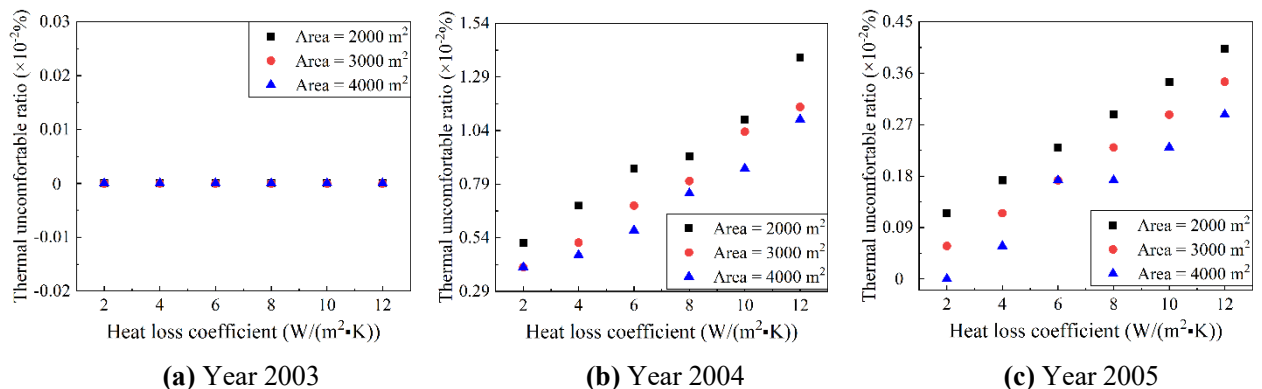 Thermal uncomfortable ratio (×10⁻²%)
0.03
0.02
0.01
0
-0.01
-0.02
2 4 6 8 10 12
Heat loss coefficient (W/(m²▪K))
Area = 2000 m²
Area = 3000 m²
Area = 4000 m²
(a) Year 2003
Thermal uncomfortable ratio (×10⁻²%)
1.54
1.29
1.04
0.79
0.54
0.29
2 4 6 8 10 12
Heat loss coefficient (W/(m²▪K))
Area = 2000 m²
Area = 3000 m²
Area = 4000 m²
(b) Year 2004
Thermal uncomfortable ratio (×10⁻²%)
0.45
0.36
0.27
0.18
0.09
0
2 4 6 8 10 12
Heat loss coefficient (W/(m²▪K))
Area = 2000 m²
Area = 3000 m²
Area = 4000 m²
(c) Year 2005